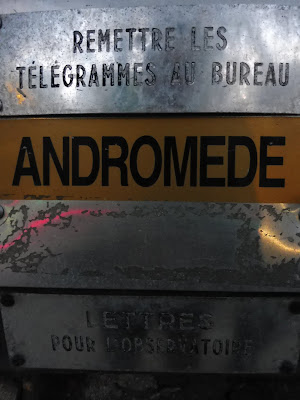 REMETTRE LES
TÉLÉGRAMMES AU BUREAU
ANDROMEDE
LETTRES
POUR L'OBSERVATOIRE